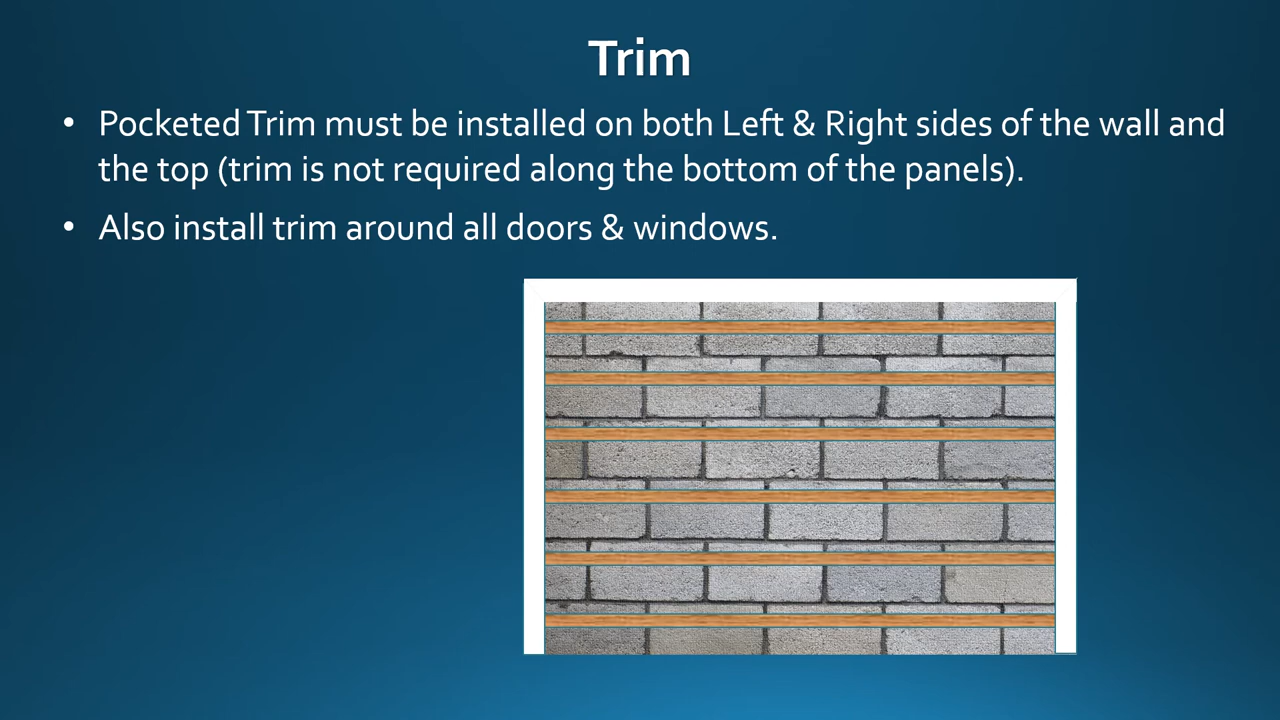 Trim
• Pocketed Trim must be installed on both Left & Right sides of the wall and
the top (trim is not required along the bottom of the panels).
• Also install trim around all doors & windows.